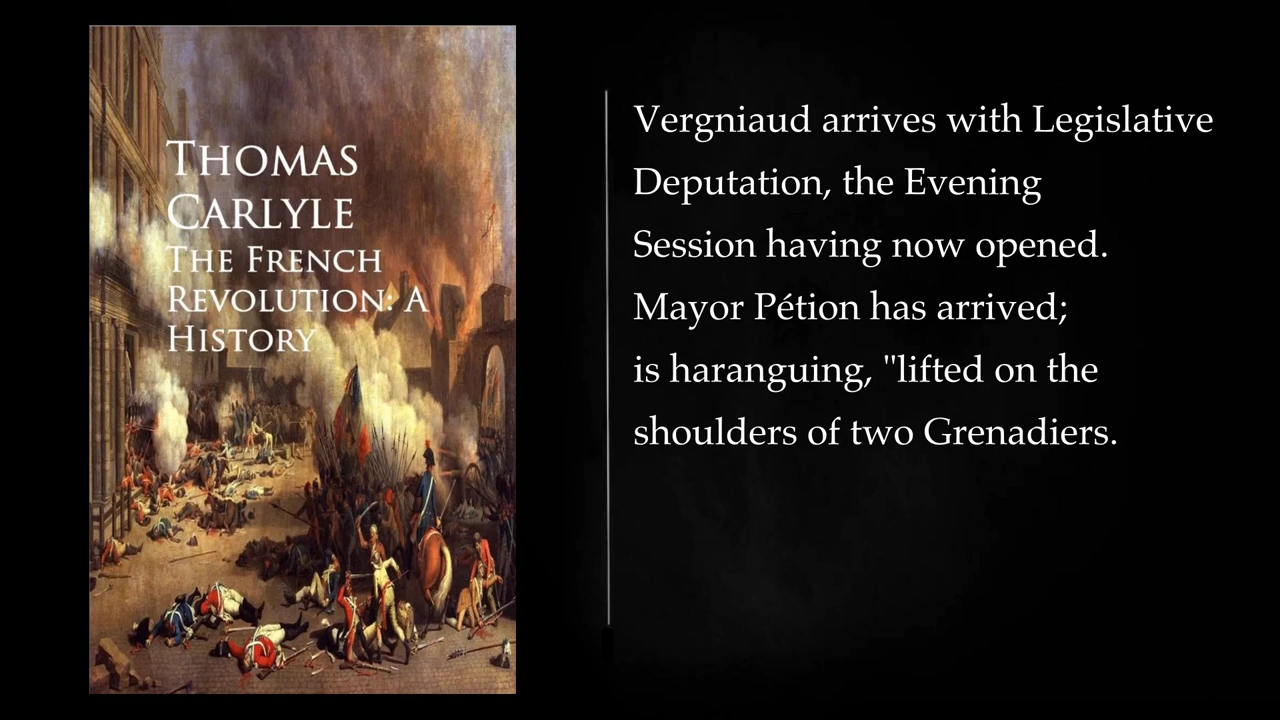 THOMAS
CARLYLE
THE FRENCH
REVOLUTION: A
HISTORY
Vergniaud arrives with Legislative
Deputation, the Evening
Session having now opened.
Mayor Pétion has arrived;
is haranguing, "lifted on the
shoulders of two Grenadiers.